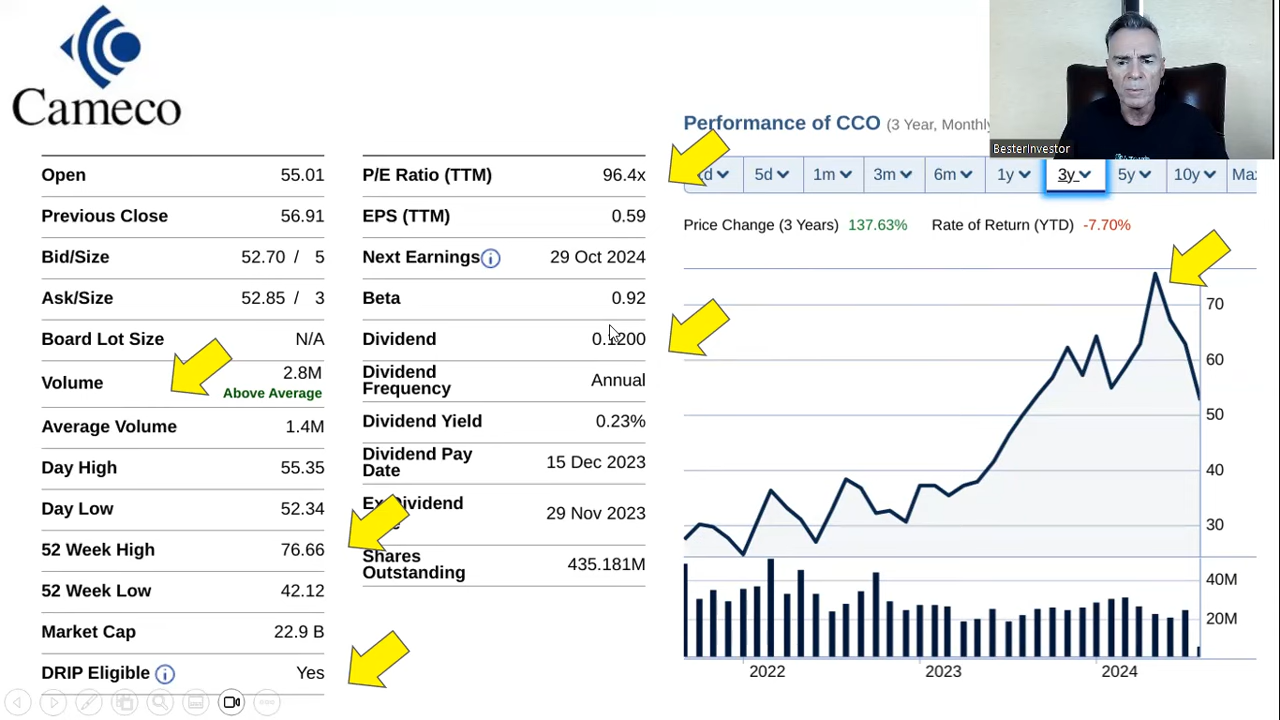 Cameco
BesterInvestor
Open 55.01
Previous Close 56.91
Bid/Size 52.70 / 5
Ask/Size 52.85 / 3
Board Lot Size N/A
Volume 2.8M
Above Average
Average Volume 1.4M
Day High 55.35
Day Low 52.34
52 Week High 76.66
52 Week Low 42.12
Market Cap 22.9 B
DRIP Eligible Yes
P/E Ratio (TTM) 96.4x
EPS (TTM) 0.59
Next Earnings 29 Oct 2024
Beta 0.92
Dividend 0.1200
Dividend
Frequency Annual
Dividend Yield 0.23%
Dividend Pay
Date 15 Dec 2023
Dividend
29 Nov 2023
Shares
Outstanding 435.181M
Performance of CCO (3 Year, Monthly
5d 1m 3m 6m 1y 3y 5y 10y
Price Change (3 Years) 137.63% Rate of Return (YTD) -7.70%
70
60
50
40
30
40M
20M
2022 2023 2024